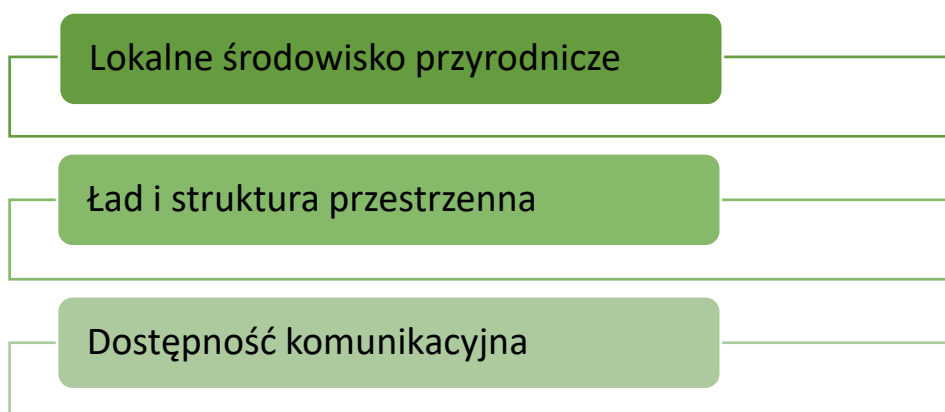 Lokalne środowisko przyrodnicze
Ład i struktura przestrzenna
Dostępność komunikacyjna